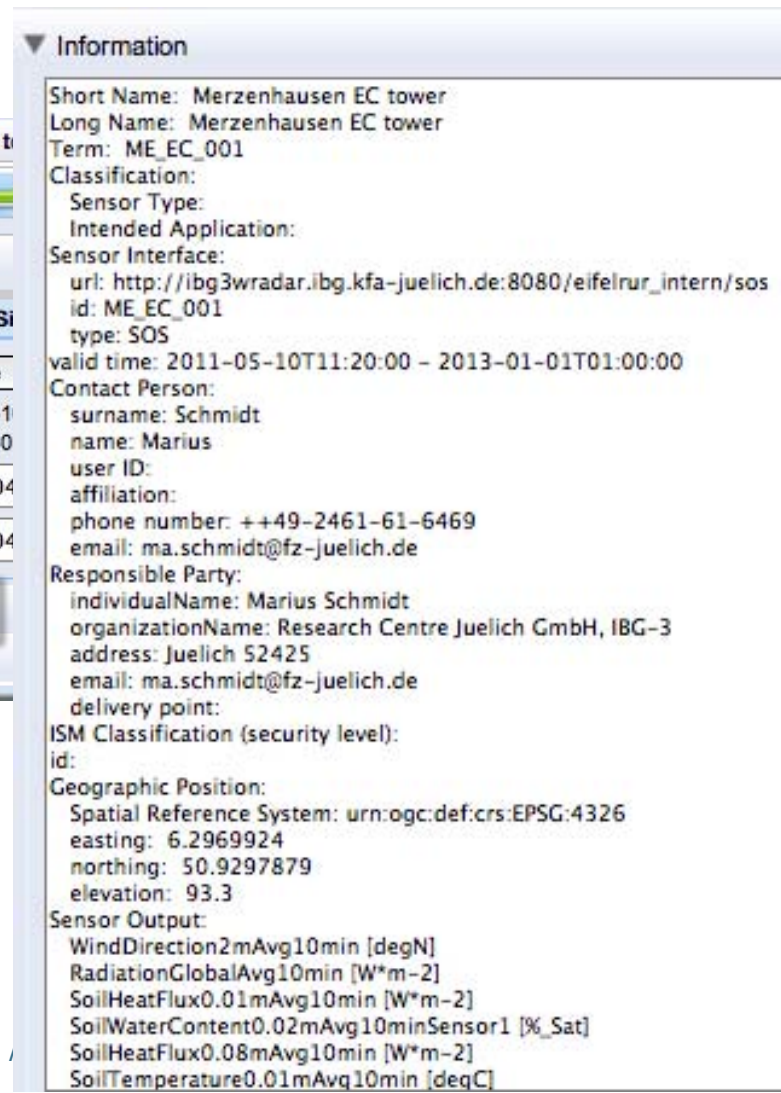 Information
Short Name: Merzenhausen EC tower
Long Name: Merzenhausen EC tower
Term: ME_EC_001
Classification:
Sensor Type:
Intended Application:
Sensor Interface:
url: http://ibg3wradar.ibg.kfa-juelich.de:8080/eifelrur_intern/sos
id: ME_EC_001
type: SOS
valid time: 2011-05-10T11:20:00 - 2013-01-01T01:00:00
Contact Person:
surname: Schmidt
name: Marius
user ID:
affiliation:
phone number: ++49-2461-61-6469
email: ma.schmidt@fz-juelich.de
Responsible Party:
individualName: Marius Schmidt
organizationName: Research Centre Juelich GmbH, IBG-3
address: Juelich 52425
email: ma.schmidt@fz-juelich.de
delivery point:
ISM Classification (security level):
id:
Geographic Position:
Spatial Reference System: urn:ogc:def:crs:EPSG:4326
easting: 6.2969924
northing: 50.9297879
elevation: 93.3
Sensor Output:
WindDirection2mAvg10min [degN]
RadiationGlobalAvg10min [W*m-2]
SoilHeatFlux0.01mAvg10min [W*m-2]
SoilWaterContent0.02mAvg10minSensor1 [%_Sat]
SoilHeatFlux0.08mAvg10min [W*m-2]
SoilTemperature0.01mAvg10min [degC]